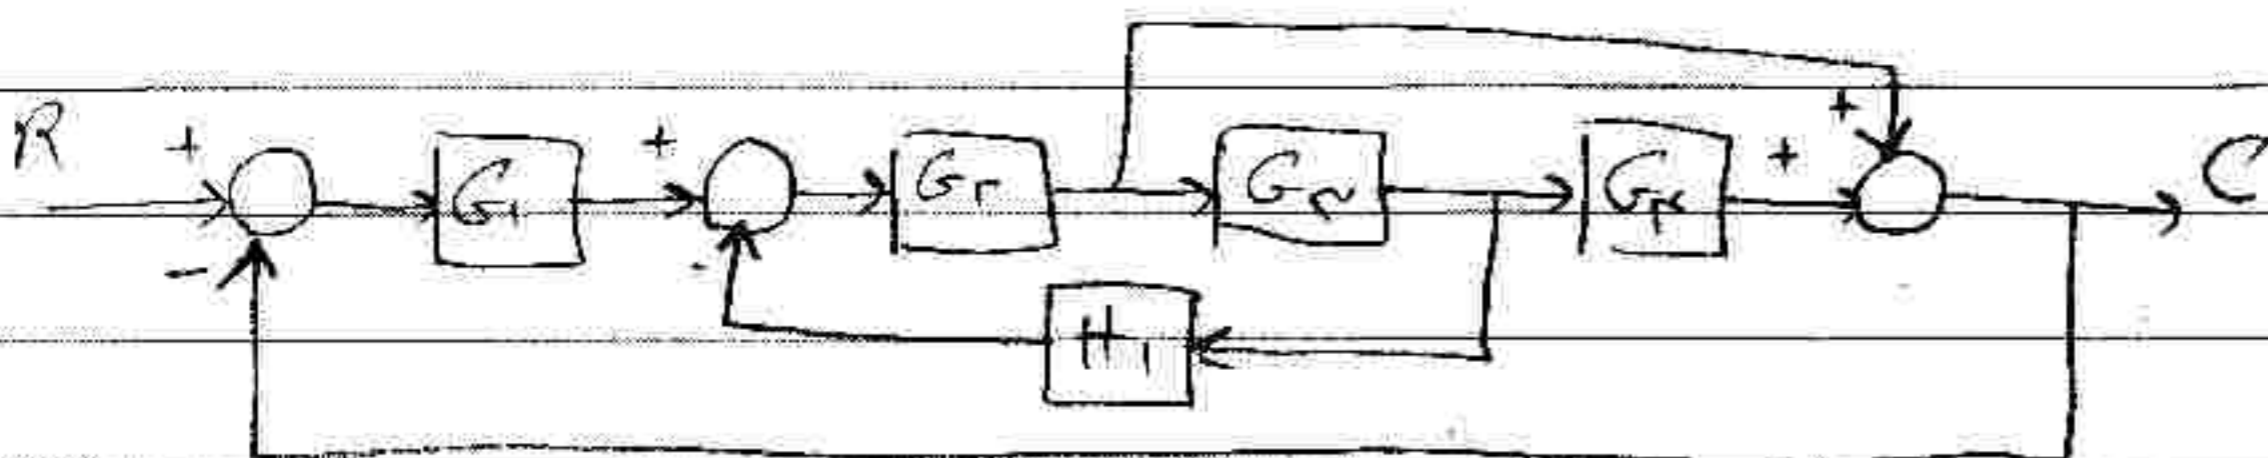 R + G₁ + G₂ G₃ G₄ + + C
- - H₁